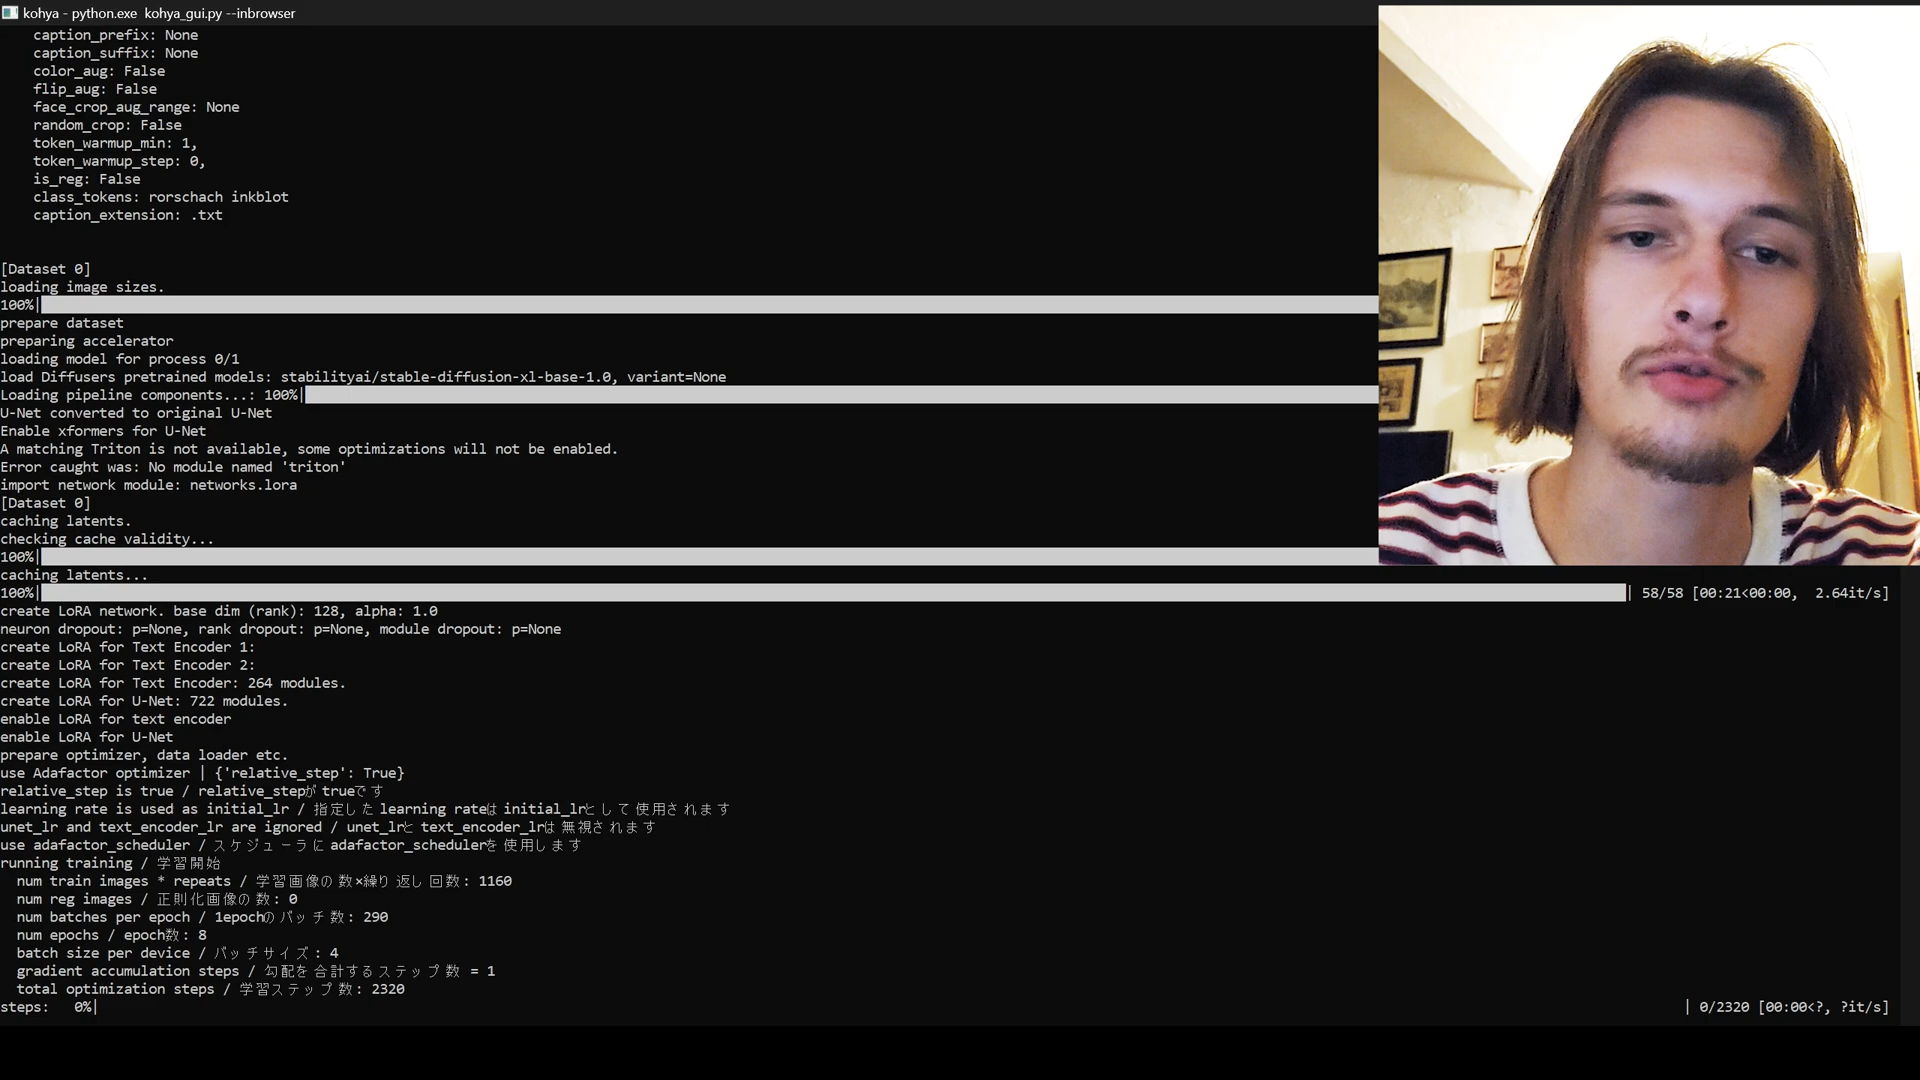 kohya - python.exe  kohya_gui.py --inbrowser
caption_prefix: None
caption_suffix: None
color_aug: False
flip_aug: False
face_crop_aug_range: None
random_crop: False
token_warmup_min: 1,
token_warmup_step: 0,
is_reg: False
class_tokens: rorschach inkblot
caption_extension: .txt
[Dataset 0]
loading image sizes.
100%|
prepare dataset
preparing accelerator
loading model for process 0/1
load Diffusers pretrained models: stabilityai/stable-diffusion-xl-base-1.0, variant=None
Loading pipeline components...: 100%|
U-Net converted to original U-Net
Enable xformers for U-Net
A matching Triton is not available, some optimizations will not be enabled.
Error caught was: No module named 'triton'
import network module: networks.lora
[Dataset 0]
caching latents.
checking cache validity...
100%|
caching latents...
100%| | 58/58 [00:21<00:00,  2.64it/s]
create LoRA network. base dim (rank): 128, alpha: 1.0
neuron dropout: p=None, rank dropout: p=None, module dropout: p=None
create LoRA for Text Encoder 1:
create LoRA for Text Encoder 2:
create LoRA for Text Encoder: 264 modules.
create LoRA for U-Net: 722 modules.
enable LoRA for text encoder
enable LoRA for U-Net
prepare optimizer, data loader etc.
use Adafactor optimizer | {'relative_step': True}
relative_step is true / relative_stepがtrueです
learning rate is used as initial_lr / 指定したlearning rateはinitial_lrとして使用されます
unet_lr and text_encoder_lr are ignored / unet_lrとtext_encoder_lrは無視されます
use adafactor_scheduler / スケジューラにadafactor_schedulerを使用します
running training / 学習開始
num train images * repeats / 学習画像の数×繰り返し回数: 1160
num reg images / 正則化画像の数: 0
num batches per epoch / 1epochのバッチ数: 290
num epochs / epoch数: 8
batch size per device / バッチサイズ: 4
gradient accumulation steps / 勾配を合計するステップ数 = 1
total optimization steps / 学習ステップ数: 2320
steps:   0%| | 0/2320 [00:00<?, ?it/s]